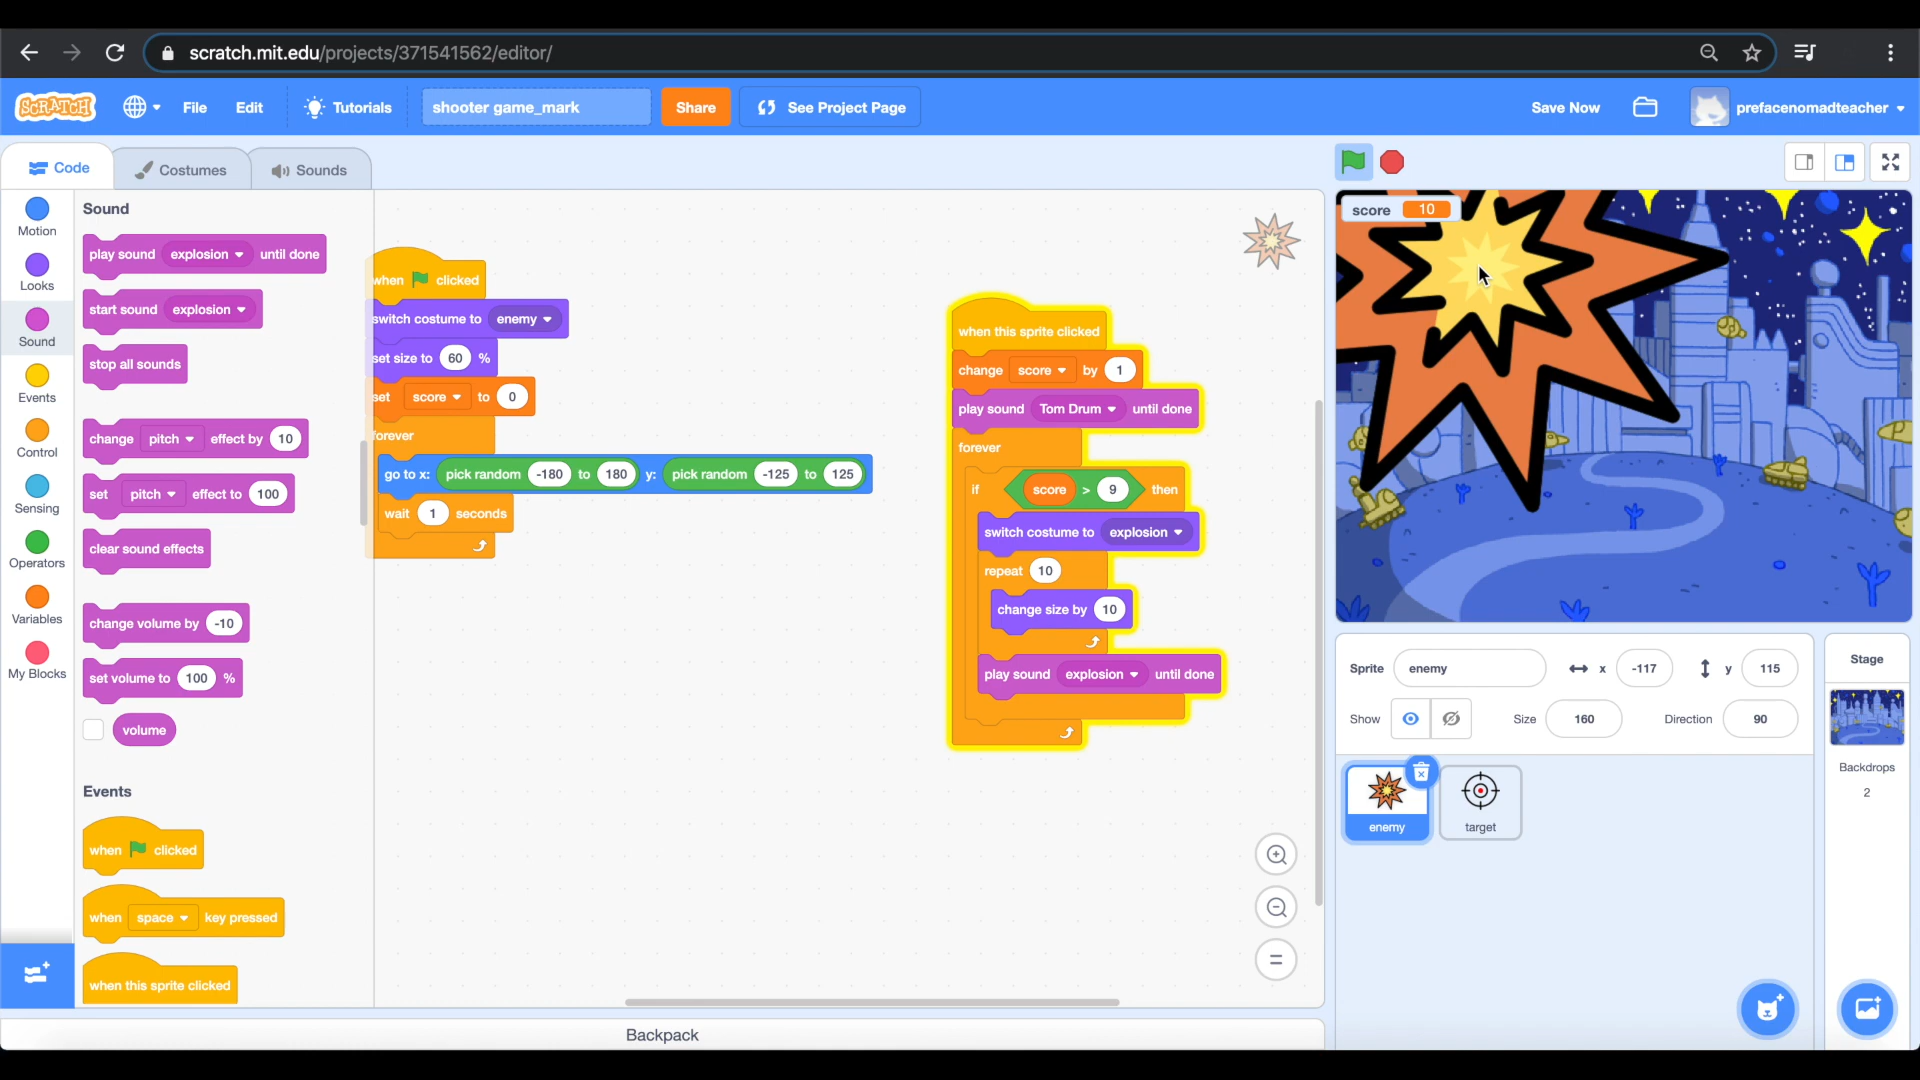 scratch.mit.edu/projects/371541562/editor/
SCRATCH
File
Edit
Tutorials
shooter game_mark
Share
See Project Page
Save Now
prefacenomadteacher
Code
Costumes
Sounds
Motion
Looks
Sound
Events
Control
Sensing
Operators
Variables
My Blocks
Sound
play sound explosion until done
start sound explosion
stop all sounds
change pitch effect by 10
set pitch effect to 100
clear sound effects
change volume by -10
set volume to 100 %
volume
Events
when clicked
when space key pressed
when this sprite clicked
when clicked
switch costume to enemy
set size to 60 %
set score to 0
forever
go to x: pick random -180 to 180 y: pick random -125 to 125
wait 1 seconds
when this sprite clicked
change score by 1
play sound Tom Drum until done
forever
if score > 9 then
switch costume to explosion
repeat 10
change size by 10
play sound explosion until done
score 10
Sprite enemy x -117 y 115
Show Size 160 Direction 90
enemy
target
Stage
Backdrops
2
Backpack